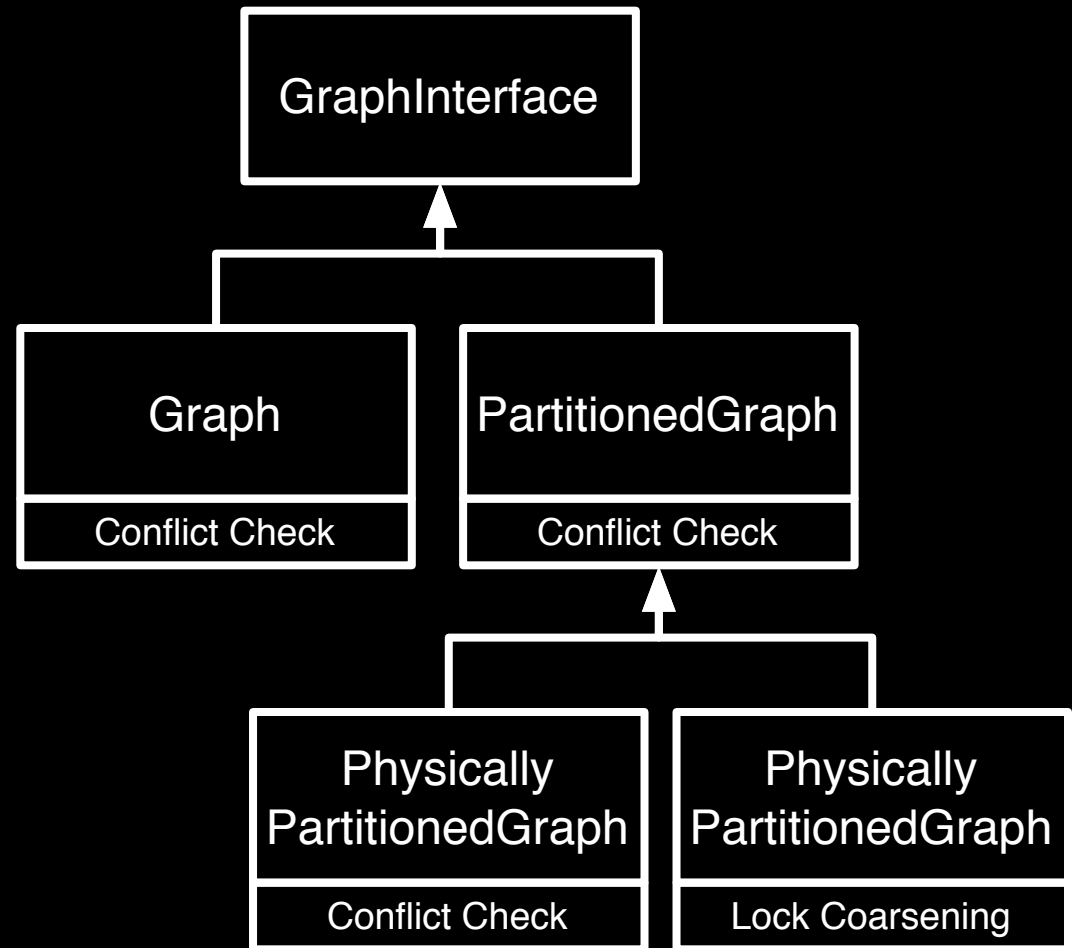 GraphInterface
Graph
Conflict Check
PartitionedGraph
Conflict Check
Physically
PartitionedGraph
Conflict Check
Physically
PartitionedGraph
Lock Coarsening